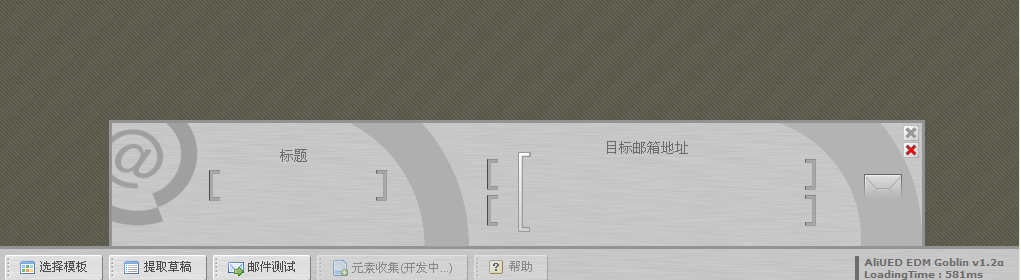 标题
目标邮箱地址
选择模板
提取草稿
邮件测试
元素收集(开发中...)
帮助
AliUED EDM Goblin v1.2α
LoadingTime : 581ms